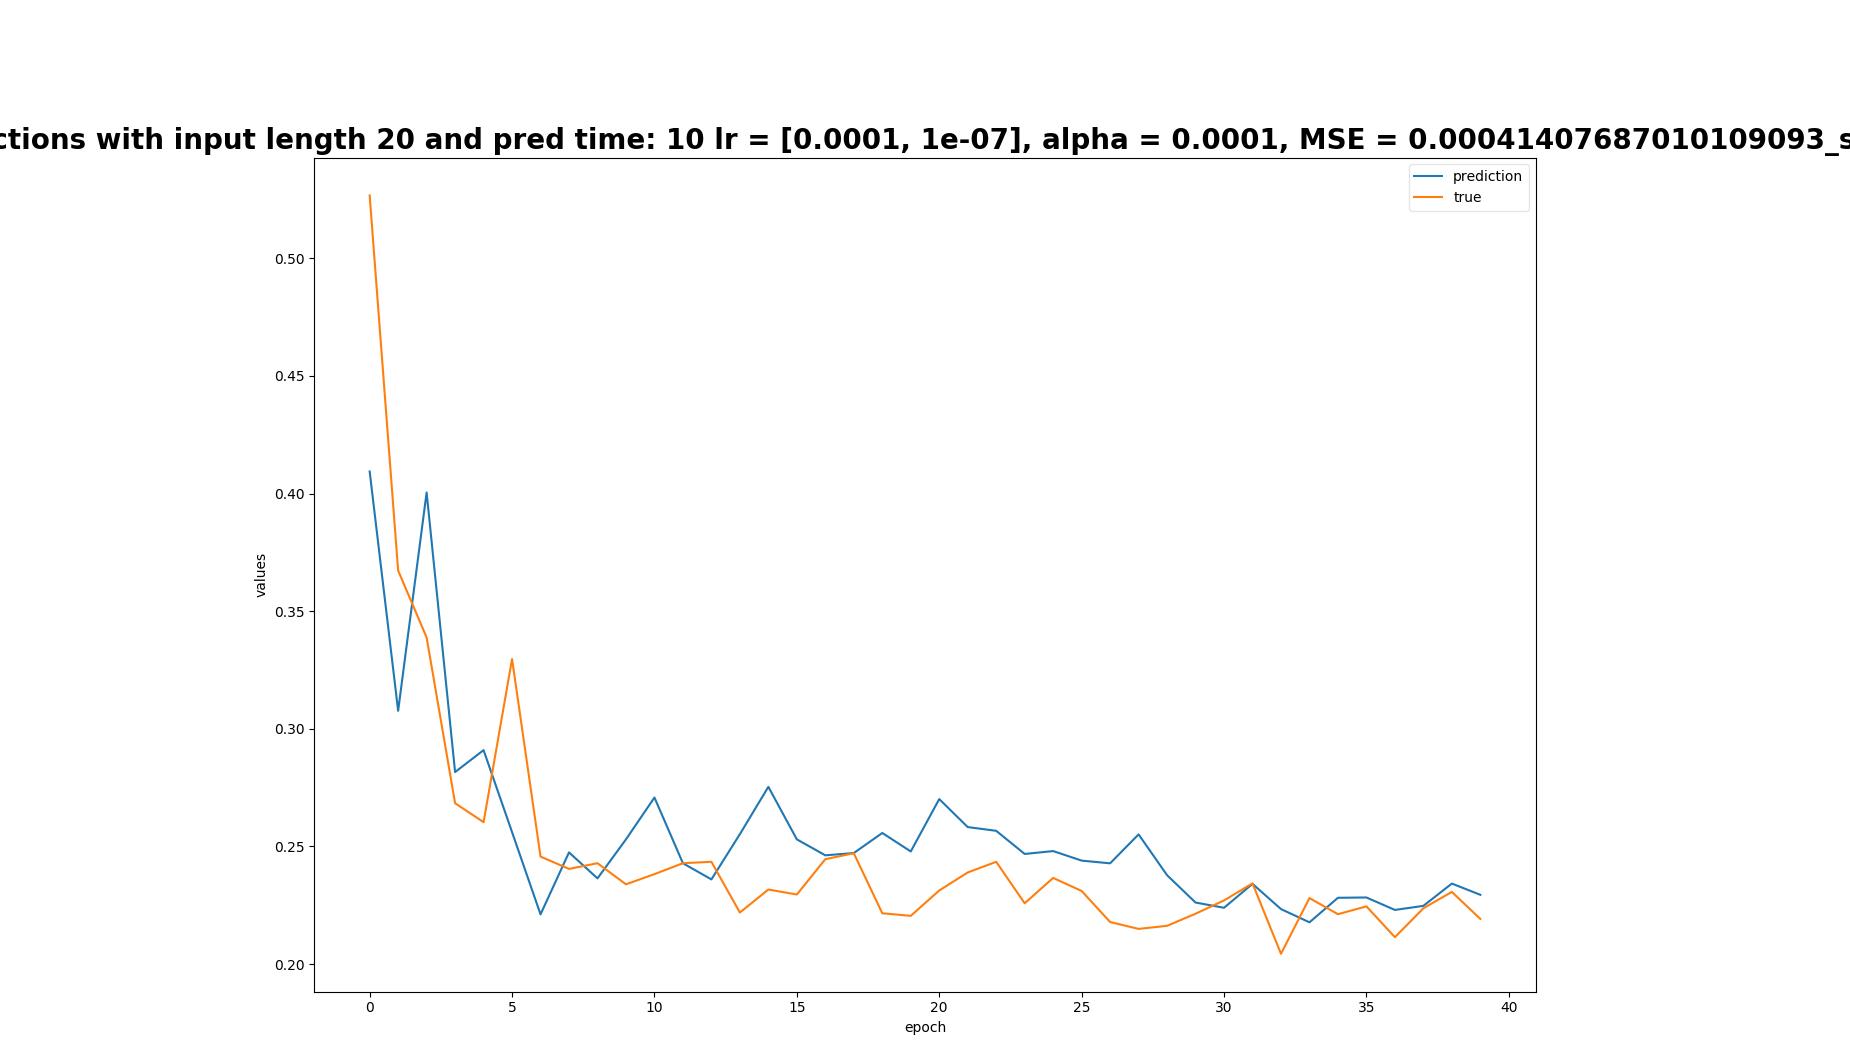 ctions with input length 20 and pred time: 10 lr = [0.0001, 1e-07], alpha = 0.0001, MSE = 0.00041407687010109093_s
prediction
true
0.50
0.45
0.40
0.35
0.30
0.25
0.20
values
0 5 10 15 20 25 30 35 40
epoch